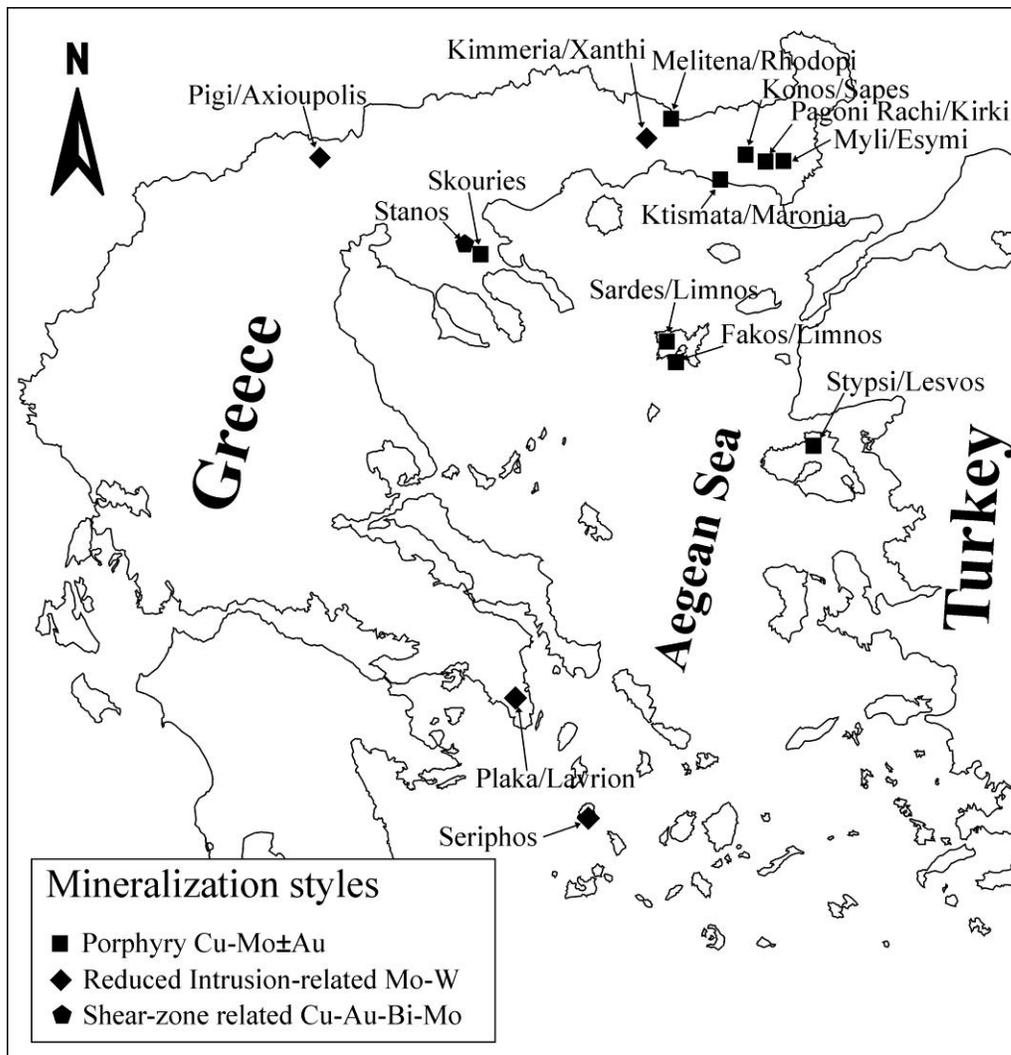 N
Kimmeria/Xanthi
Melitena/Rhodopi
Konos/Sapes
Pigi/Axioupolis
Pagoni Rachi/Kirki
Myli/Esymi
Skouries
Stanos
Ktismata/Maronia
Sardes/Limnos
Fakos/Limnos
Stypsi/Lesvos
Greece
Aegean Sea
Turkey
Plaka/Lavrion
Seriphos
Mineralization styles
Porphyry Cu-Mo±Au
Reduced Intrusion-related Mo-W
Shear-zone related Cu-Au-Bi-Mo